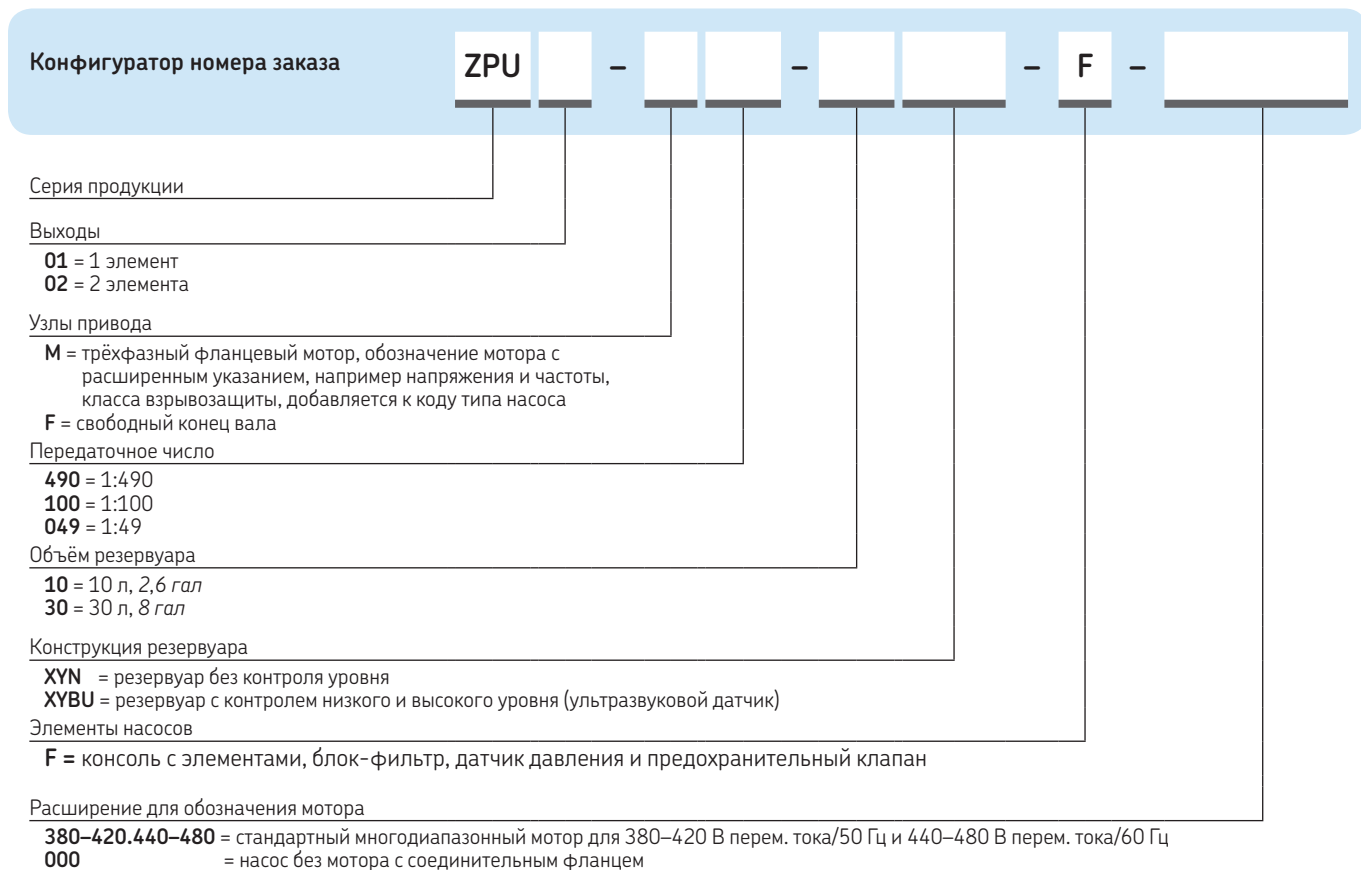 Конфигуратор номера заказа
ZPU – – – F –
Серия продукции
Выходы
01 = 1 элемент
02 = 2 элемента
Узлы привода
M = трёхфазный фланцевый мотор, обозначение мотора с
расширенным указанием, например напряжения и частоты,
класса взрывозащиты, добавляется к коду типа насоса
F = свободный конец вала
Передаточное число
490 = 1:490
100 = 1:100
049 = 1:49
Объём резервуара
10 = 10 л, 2,6 гал
30 = 30 л, 8 гал
Конструкция резервуара
XYN = резервуар без контроля уровня
XYBU = резервуар с контролем низкого и высокого уровня (ультразвуковой датчик)
Элементы насосов
F = консоль с элементами, блок-фильтр, датчик давления и предохранительный клапан
Расширение для обозначения мотора
380–420.440–480 = стандартный многодиапазонный мотор для 380–420 В перем. тока/50 Гц и 440–480 В перем. тока/60 Гц
000 = насос без мотора с соединительным фланцем